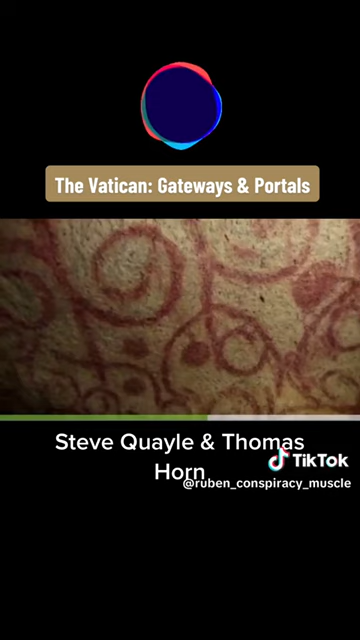 The Vatican: Gateways & Portals
Steve Quayle & Thomas
Horn
TikTok
@ruben_conspiracy_muscle